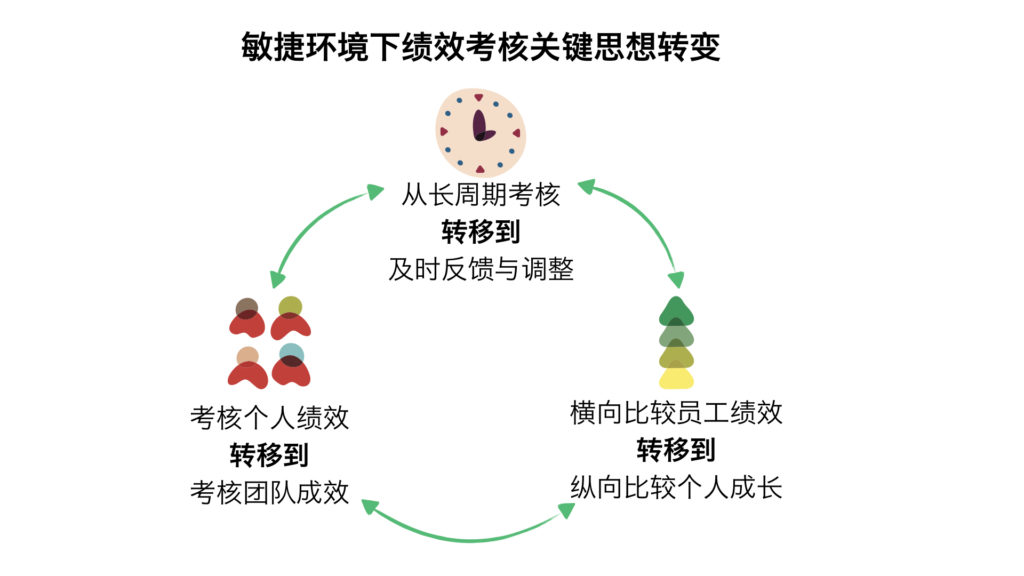 敏捷环境下绩效考核关键思想转变
从长周期考核
转移到
及时反馈与调整
考核个人绩效
转移到
考核团队成效
横向比较员工绩效
转移到
纵向比较个人成长